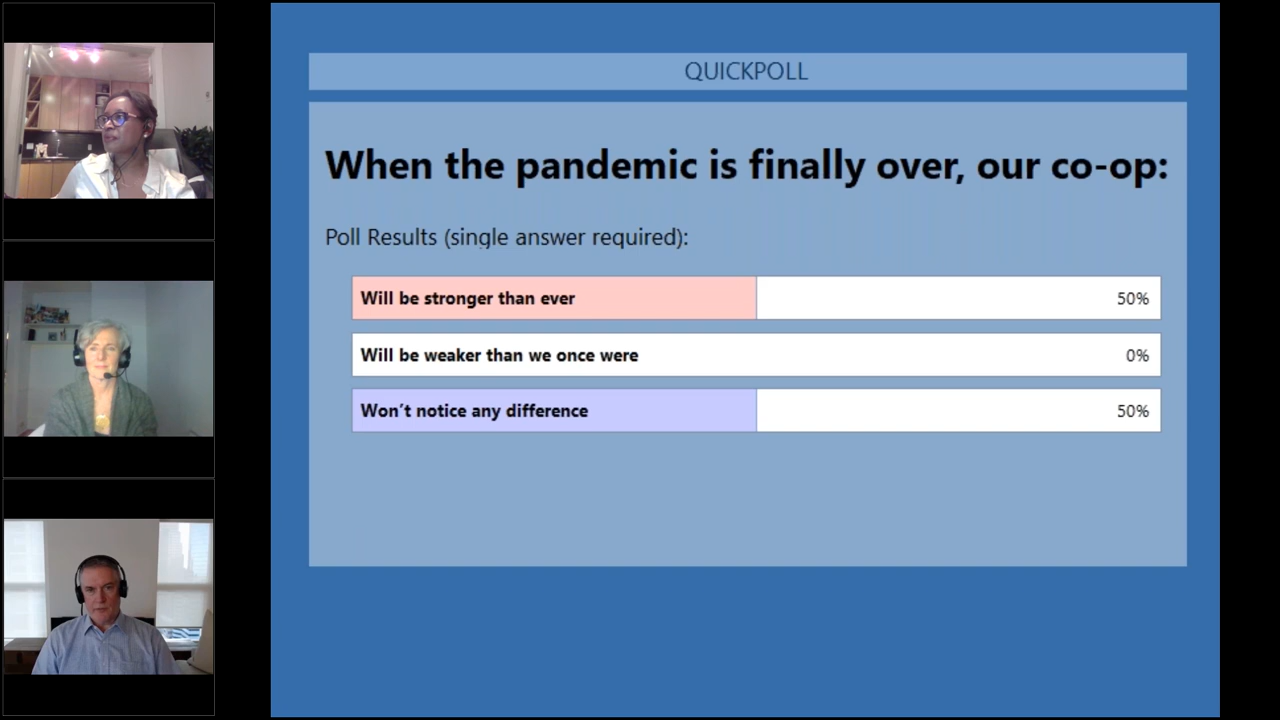 QUICKPOLL
When the pandemic is finally over, our co-op:
Poll Results (single answer required):
Will be stronger than ever 50%
Will be weaker than we once were 0%
Won’t notice any difference 50%